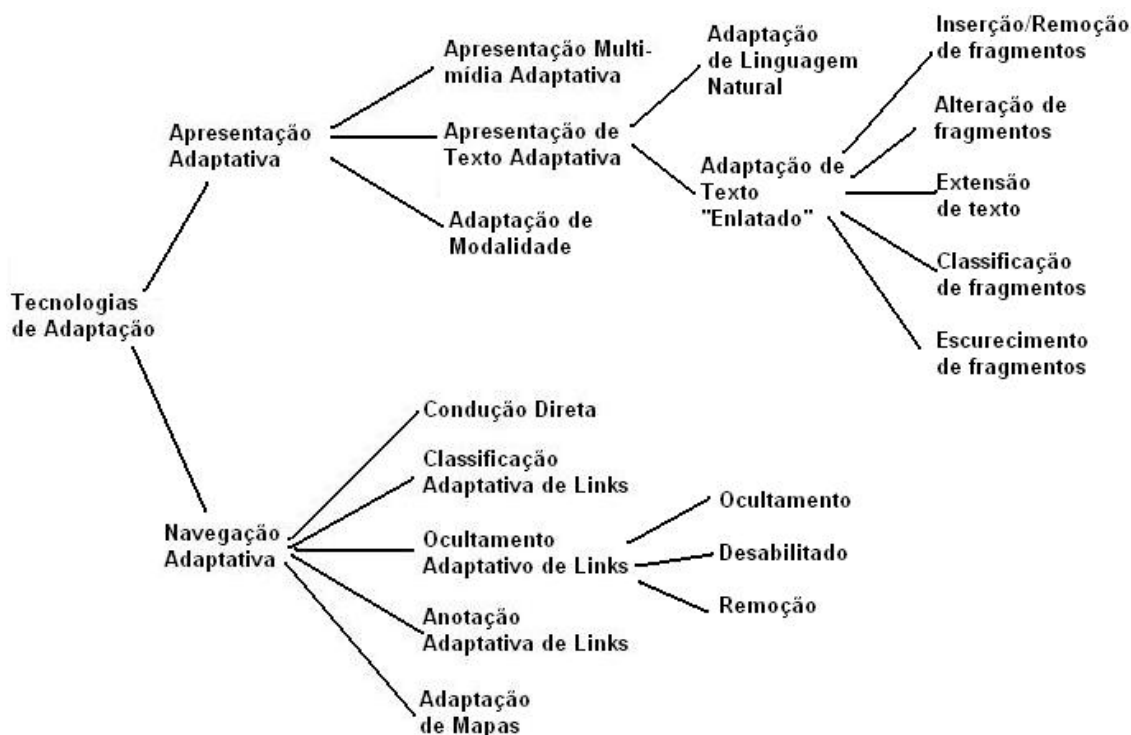 Apresentação Multi-
mídia Adaptativa
Adaptação
de Linguagem
Natural
Inserção/Remoção
de fragmentos
Apresentação
Adaptativa
Apresentação de
Texto Adaptativa
Alteração de
fragmentos
Adaptação de
Texto
"Enlatado"
Extensão
de texto
Adaptação de
Modalidade
Classificação
de fragmentos
Tecnologias
de Adaptação
Escurecimento
de fragmentos
Condução Direta
Classificação
Adaptativa de Links
Navegação
Adaptativa
Ocultamento
Adaptativo de Links
Ocultamento
Desabilitado
Remoção
Anotação
Adaptativa de Links
Adaptação
de Mapas